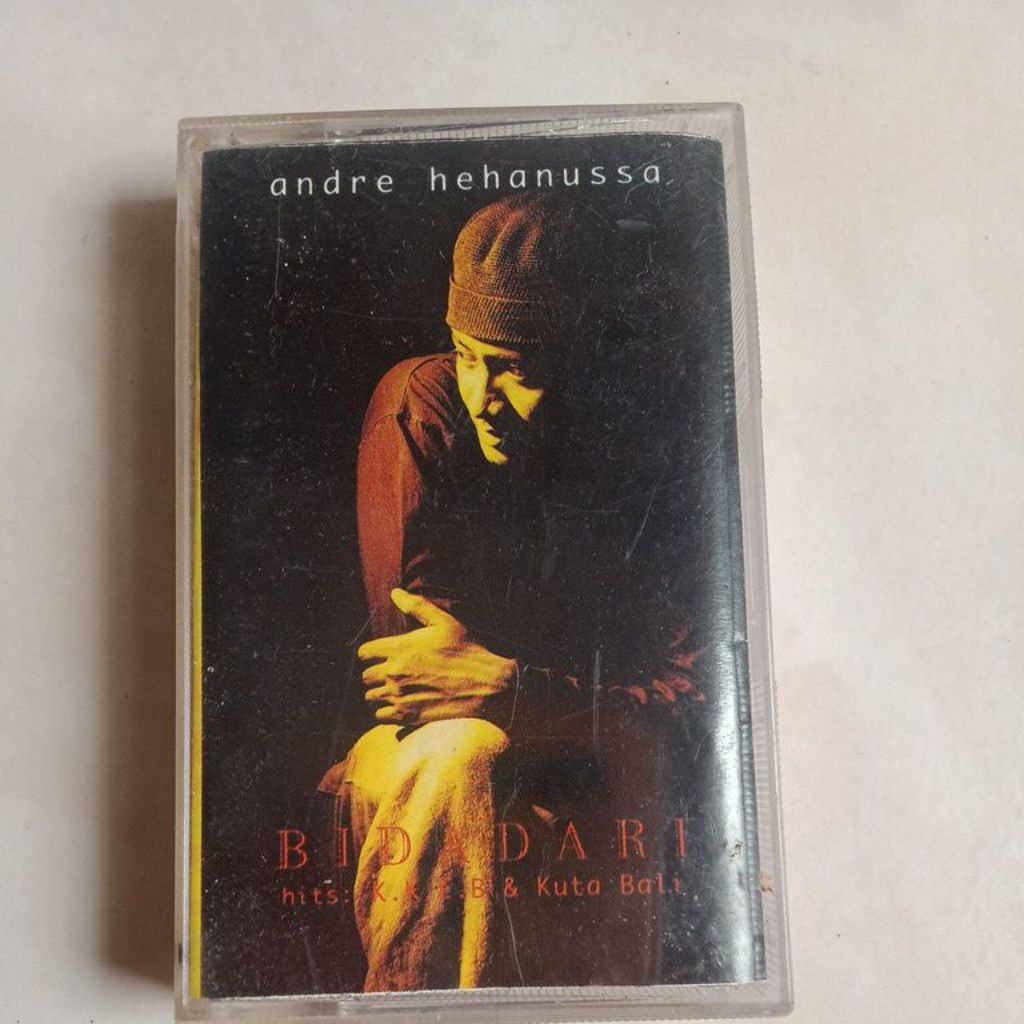 andre hehanussa
BIDADARI
hits: K.K.E.B & Kuta Bali